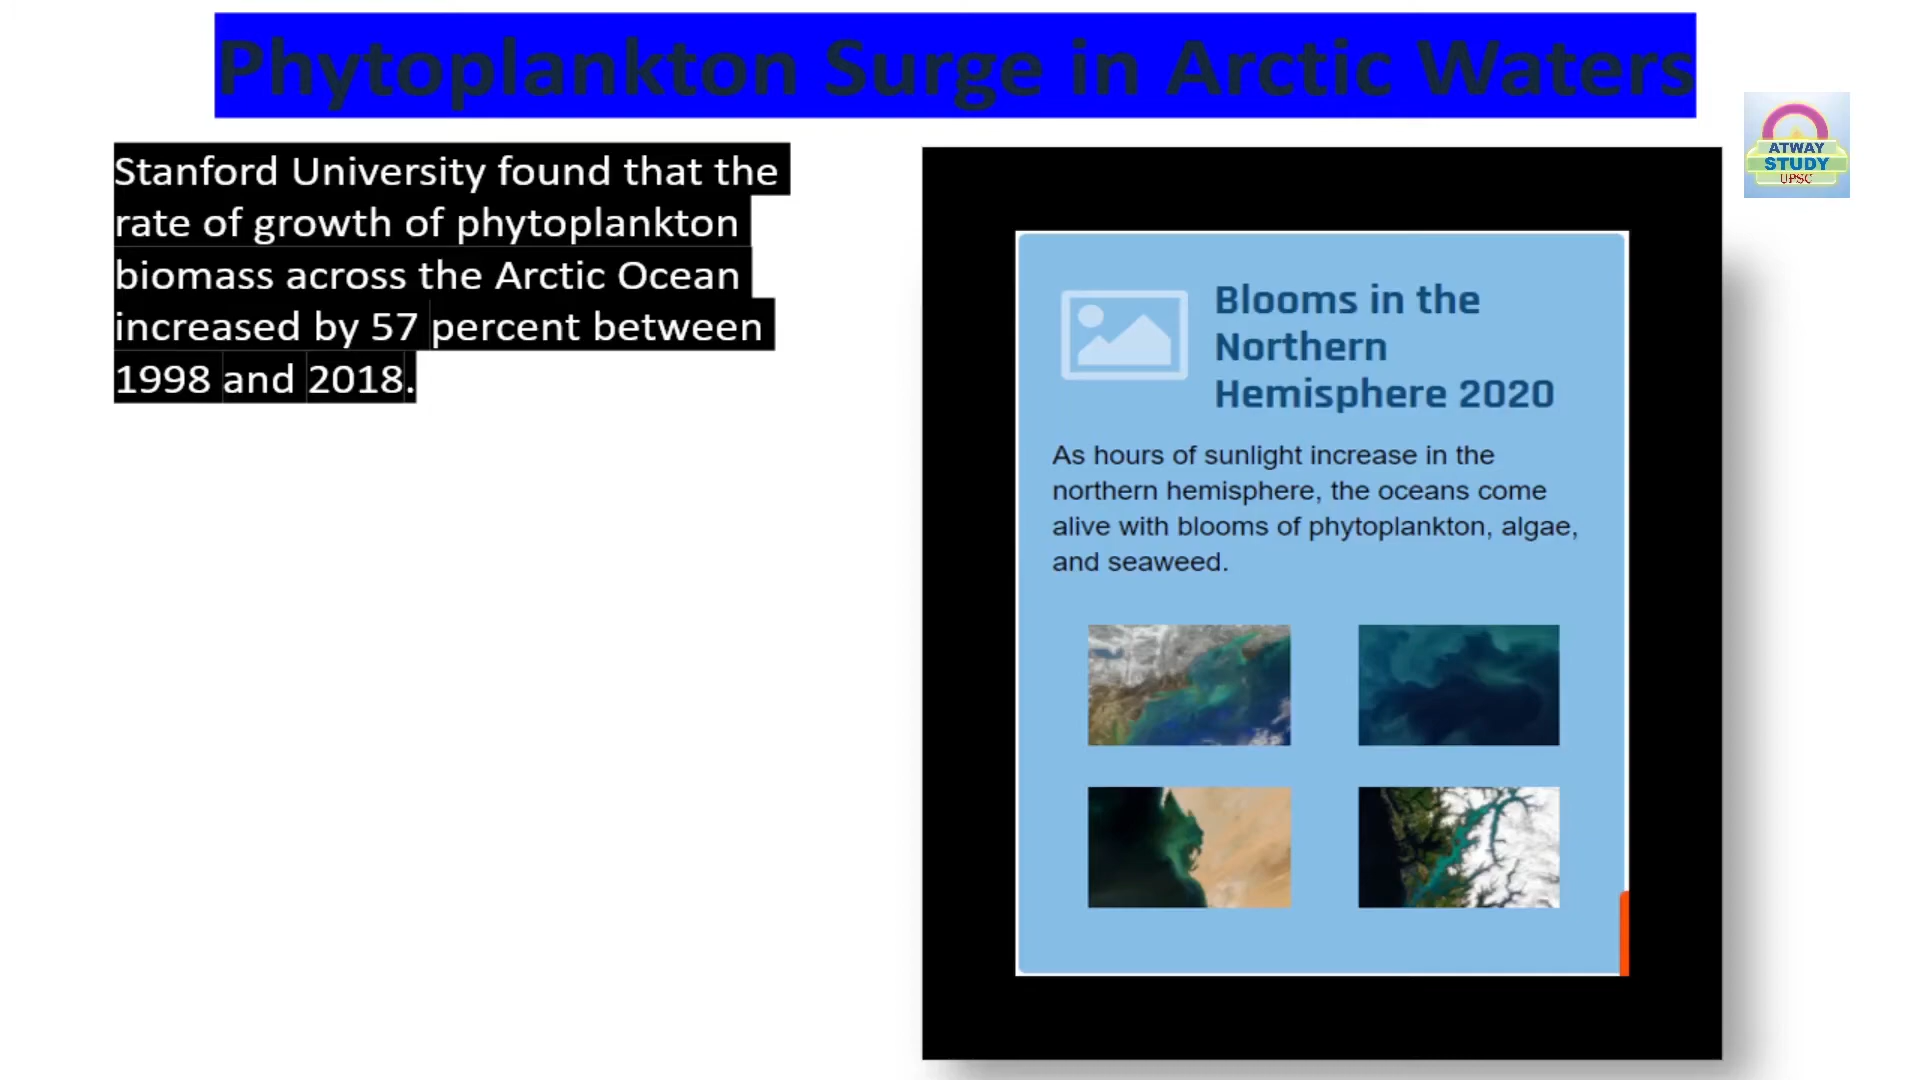 Phytoplankton Surge in Arctic Waters
Stanford University found that the
rate of growth of phytoplankton
biomass across the Arctic Ocean
increased by 57 percent between
1998 and 2018.
ATWAY
STUDY
UPSC
Blooms in the
Northern
Hemisphere 2020
As hours of sunlight increase in the
northern hemisphere, the oceans come
alive with blooms of phytoplankton, algae,
and seaweed.